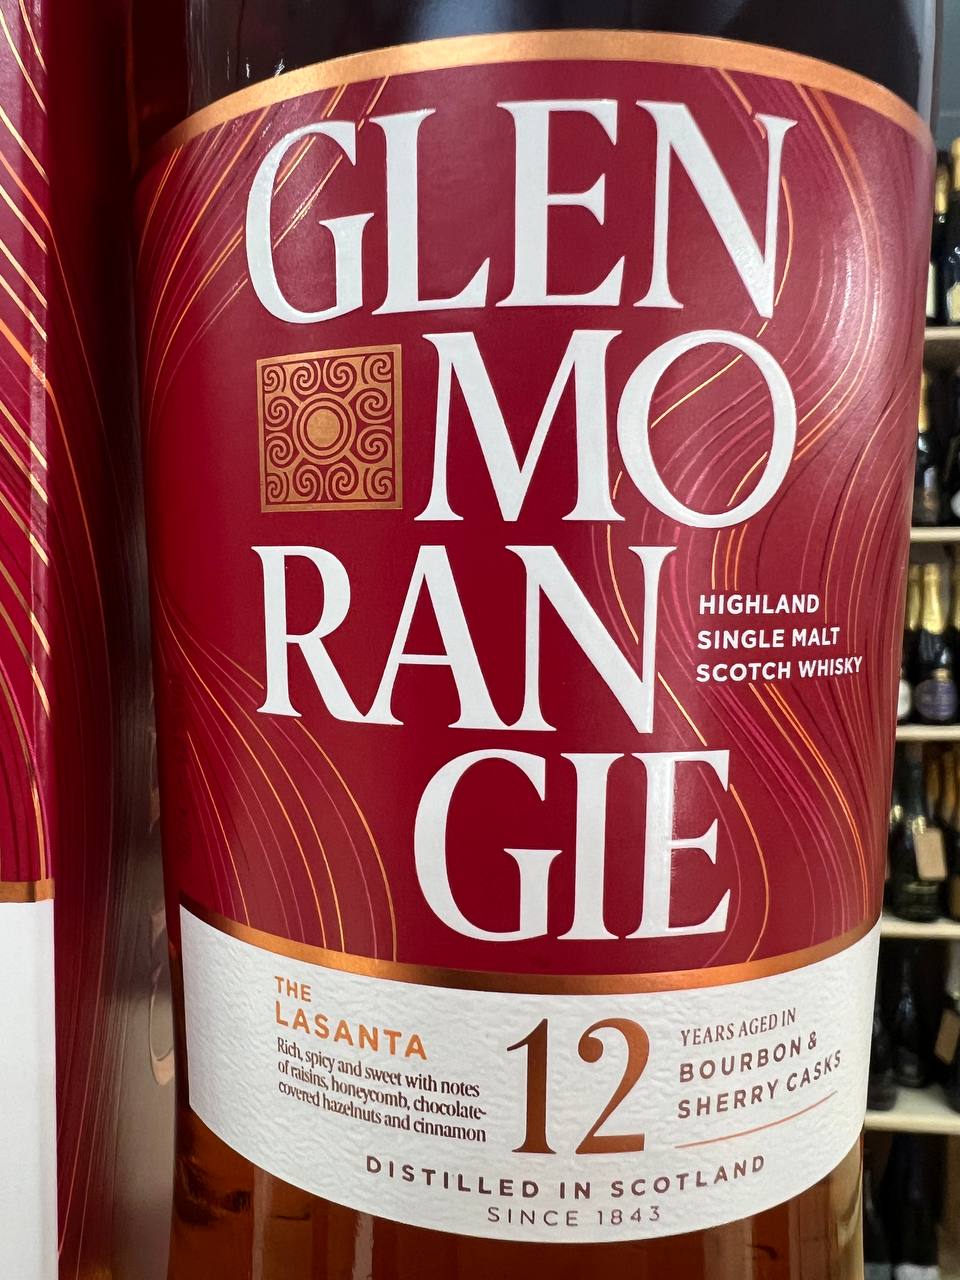 GLEN
MO
RAN
GIE
HIGHLAND
SINGLE MALT
SCOTCH WHISKY
THE
LASANTA
Rich, spicy and sweet with notes
of raisins, honeycomb, chocolate-
covered hazelnuts and cinnamon
12
YEARS AGED IN
BOURBON &
SHERRY CASKS
DISTILLED IN SCOTLAND
SINCE 1843